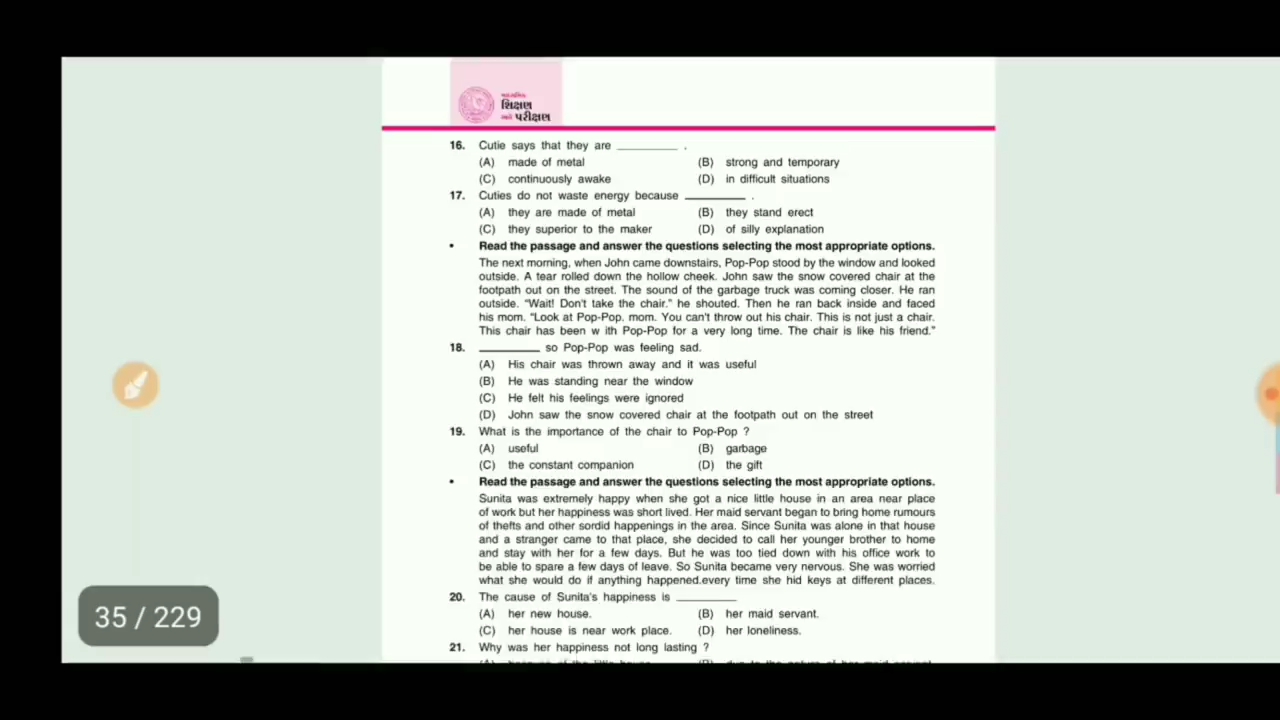 માધ્યમિક
શિક્ષણ
અને પરીક્ષણ
16. Cutie says that they are ________ .
(A) made of metal (B) strong and temporary
(C) continuously awake (D) in difficult situations
17. Cuties do not waste energy because ________ .
(A) they are made of metal (B) they stand erect
(C) they superior to the maker (D) of silly explanation
• Read the passage and answer the questions selecting the most appropriate options.
The next morning, when John came downstairs, Pop-Pop stood by the window and looked
outside. A tear rolled down the hollow cheek. John saw the snow covered chair at the
footpath out on the street. The sound of the garbage truck was coming closer. He ran
outside. "Wait! Don't take the chair." he shouted. Then he ran back inside and faced
his mom. "Look at Pop-Pop. mom. You can't throw out his chair. This is not just a chair.
This chair has been w ith Pop-Pop for a very long time. The chair is like his friend."
18. ________ so Pop-Pop was feeling sad.
(A) His chair was thrown away and it was useful
(B) He was standing near the window
(C) He felt his feelings were ignored
(D) John saw the snow covered chair at the footpath out on the street
19. What is the importance of the chair to Pop-Pop ?
(A) useful (B) garbage
(C) the constant companion (D) the gift
• Read the passage and answer the questions selecting the most appropriate options.
Sunita was extremely happy when she got a nice little house in an area near place
of work but her happiness was short lived. Her maid servant began to bring home rumours
of thefts and other sordid happenings in the area. Since Sunita was alone in that house
and a stranger came to that place, she decided to call her younger brother to home
and stay with her for a few days. But he was too tied down with his office work to
be able to spare a few days of leave. So Sunita became very nervous. She was worried
what she would do if anything happened.every time she hid keys at different places.
20. The cause of Sunita's happiness is ________
(A) her new house. (B) her maid servant.
(C) her house is near work place. (D) her loneliness.
21. Why was her happiness not long lasting ?
35 / 229